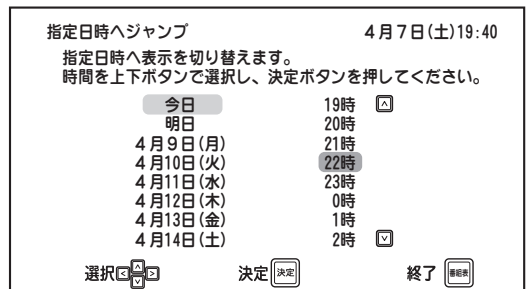 指定日時へジャンプ 4月7日(土)19:40
指定日時へ表示を切り替えます。
時間を上下ボタンで選択し、決定ボタンを押してください。
今日 19時
明日 20時
4月9日(月) 21時
4月10日(火) 22時
4月11日(水) 23時
4月12日(木) 0時
4月13日(金) 1時
4月14日(土) 2時
選択 決定 決定 終了 番組表